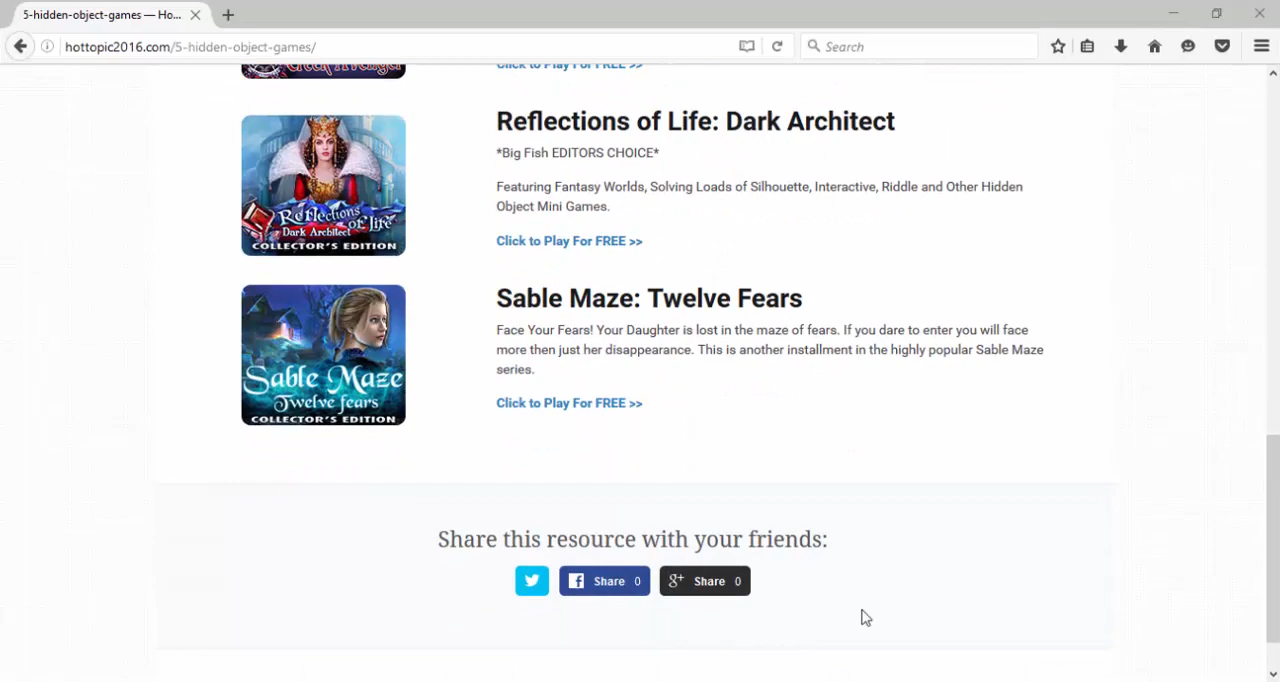 5-hidden-object-games — Ho...
hottopic2016.com/5-hidden-object-games/
Search
Click to Play For FREE >>
Reflections of Life: Dark Architect
*Big Fish EDITORS CHOICE*
Featuring Fantasy Worlds, Solving Loads of Silhouette, Interactive, Riddle and Other Hidden
Object Mini Games.
Click to Play For FREE >>
Reflections
of Life
Dark Architect
COLLECTOR'S EDITION
Sable Maze: Twelve Fears
Face Your Fears! Your Daughter is lost in the maze of fears. If you dare to enter you will face
more then just her disappearance. This is another installment in the highly popular Sable Maze
series.
Click to Play For FREE >>
Sable Maze
Twelve fears
COLLECTOR'S EDITION
Share this resource with your friends:
Share 0
g+ Share 0